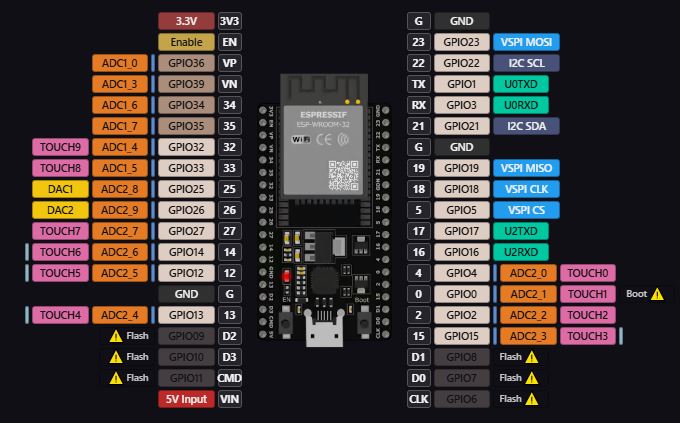 3.3V 3V3 G GND
Enable EN 23 GPIO23 VSPI MOSI
ADC1_0 GPIO36 VP 22 GPIO22 I2C SCL
ADC1_3 GPIO39 VN TX GPIO1 U0TXD
ADC1_6 GPIO34 34 RX GPIO3 U0RXD
ADC1_7 GPIO35 35 21 GPIO21 I2C SDA
TOUCH9 ADC1_4 GPIO32 32 G GND
TOUCH8 ADC1_5 GPIO33 33 19 GPIO19 VSPI MISO
DAC1 ADC2_8 GPIO25 25 18 GPIO18 VSPI CLK
DAC2 ADC2_9 GPIO26 26 5 GPIO5 VSPI CS
TOUCH7 ADC2_7 GPIO27 27 17 GPIO17 U2TXD
TOUCH6 ADC2_6 GPIO14 14 16 GPIO16 U2RXD
TOUCH5 ADC2_5 GPIO12 12 4 GPIO4 ADC2_0 TOUCH0
GND G 0 GPIO0 ADC2_1 TOUCH1 Boot
TOUCH4 ADC2_4 GPIO13 13 2 GPIO2 ADC2_2 TOUCH2
Flash GPIO09 D2 15 GPIO15 ADC2_3 TOUCH3
Flash GPIO10 D3 D1 GPIO8 Flash
Flash GPIO11 CMD D0 GPIO7 Flash
5V Input VIN CLK GPIO6 Flash
ESPRESSIF
ESP-WROOM-32
WiFi CE
EN Boot